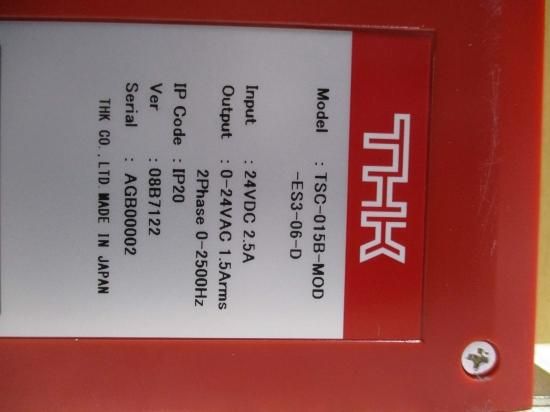 THK
Model : TSC-015B-MOD
-ES3-06-D
Input : 24VDC 2.5A
Output : 0-24VAC 1.5Arms
2Phase 0-2500Hz
IP Code : IP20
Ver : 08B7122
Serial : AGB00002
THK CO.,LTD. MADE IN JAPAN